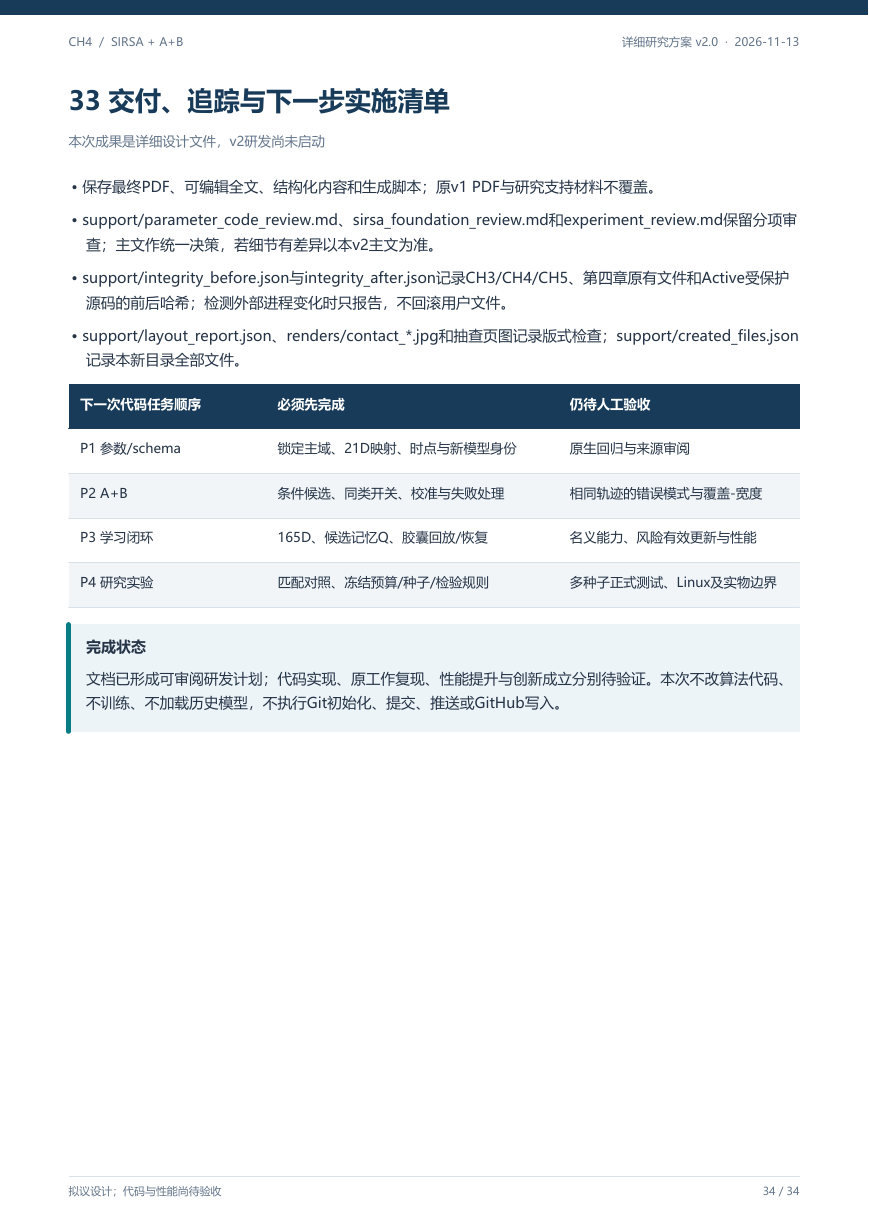 CH4 / SIRSA + A+B
详细研究方案 v2.0 · 2026-11-13
33 交付、追踪与下一步实施清单
本次成果是详细设计文件，v2研发尚未启动
• 保存最终PDF、可编辑全文、结构化内容和生成脚本；原v1 PDF与研究支持材料不覆盖。
• support/parameter_code_review.md、sirsa_foundation_review.md和experiment_review.md保留分项审
查；主文作统一决策，若细节有差异以本v2主文为准。
• support/integrity_before.json与integrity_after.json记录CH3/CH4/CH5、第四章原有文件和Active受保护
源码的前后哈希；检测外部进程变化时只报告，不回滚用户文件。
• support/layout_report.json、renders/contact_*.jpg和抽查页图记录版式检查；support/created_files.json
记录本新目录全部文件。
下一次代码任务顺序 必须先完成 仍待人工验收
P1 参数/schema 锁定主域、21D映射、时点与新模型身份 原生回归与来源审阅
P2 A+B 条件候选、同类开关、校准与失败处理 相同轨迹的错误模式与覆盖-宽度
P3 学习闭环 165D、候选记忆Q、胶囊回放/恢复 名义能力、风险有效更新与性能
P4 研究实验 匹配对照、冻结预算/种子/检验规则 多种子正式测试、Linux及实物边界
完成状态
文档已形成可审阅研发计划；代码实现、原工作复现、性能提升与创新成立分别待验证。本次不改算法代码、
不训练、不加载历史模型，不执行Git初始化、提交、推送或GitHub写入。
拟议设计；代码与性能尚待验收
34 / 34